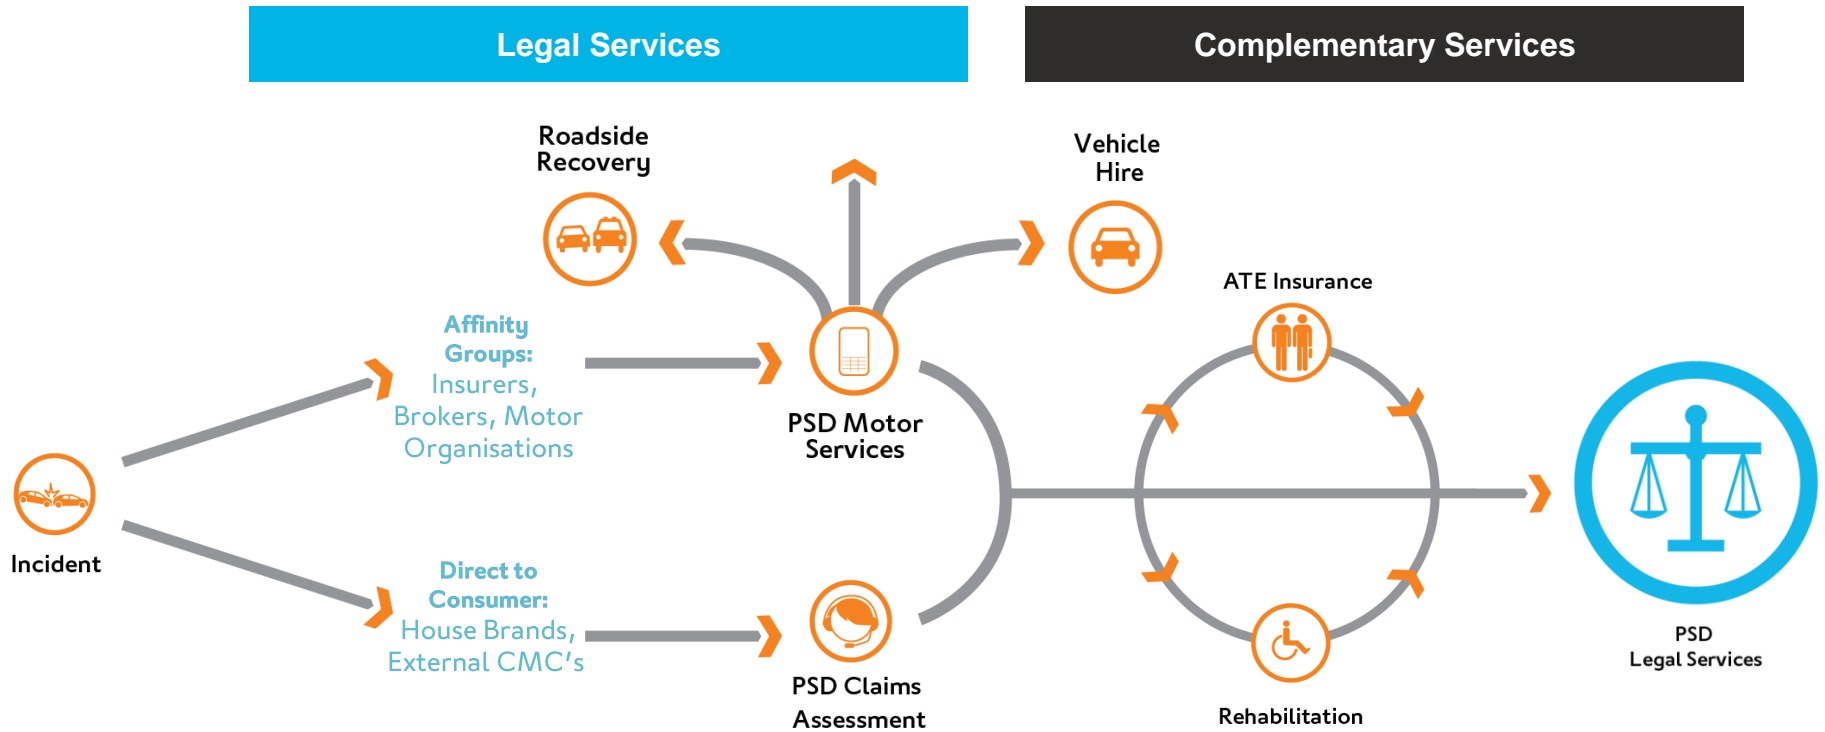 Legal Services
Complementary Services
Roadside
Recovery
Vehicle
Hire
ATE Insurance
Affinity
Groups:
Insurers,
Brokers, Motor
Organisations
PSD Motor
Services
Incident
Direct to
Consumer:
House Brands,
External CMC's
PSD Claims
Assessment
Rehabilitation
PSD
Legal Services